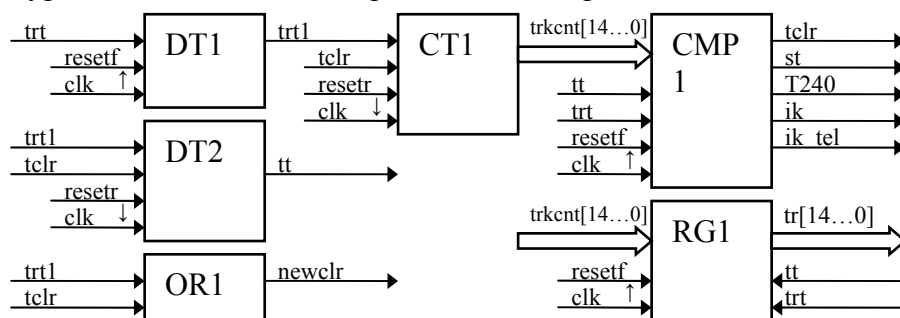 trt
resetf
clk ↑
DT1
trt1
tclr
resetr
clk ↓
CT1
trkcnt[14…0]
tt
trt
resetf
clk ↑
CMP
1
tclr
st
T240
ik
ik_tel
trt1
tclr
resetr
clk ↓
DT2
tt
trt1
tclr
OR1
newclr
trkcnt[14…0]
resetf
clk ↑
RG1
tr[14…0]
tt
trt